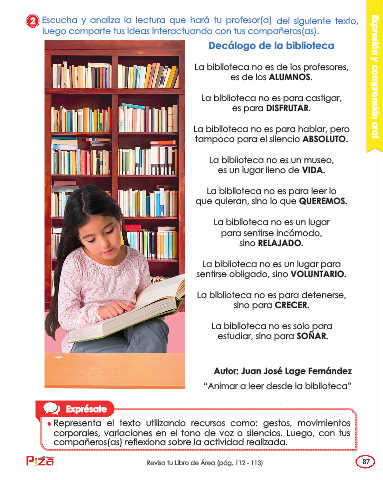 2 Escucha y analiza la lectura que hará tu profesor(a) del siguiente texto,
luego comparte tus ideas interactuando con tus compañeros(as).
Expresión y comprensión oral
Decálogo de la biblioteca
La biblioteca no es de los profesores,
es de los ALUMNOS.
La biblioteca no es para castigar,
es para DISFRUTAR.
La biblioteca no es para hablar, pero
tampoco para el silencio ABSOLUTO.
La biblioteca no es un museo,
es un lugar lleno de VIDA.
La biblioteca no es para leer lo
que quieran, sino lo que QUEREMOS.
La biblioteca no es un lugar
para sentirse incómodo,
sino RELAJADO.
La biblioteca no es un lugar para
sentirse obligado, sino VOLUNTARIO.
La biblioteca no es para detenerse,
sino para CRECER.
La biblioteca no es solo para
estudiar, sino para SOÑAR.
Autor: Juan José Lage Fernández
“Animar a leer desde la biblioteca”
Exprésate
• Representa el texto utilizando recursos como: gestos, movimientos
corporales, variaciones en el tono de voz o silencios. Luego, con tus
compañeros(as) reflexiona sobre la actividad realizada.
Piza
Revisa tu Libro de Área (pág. 112 - 113)
87